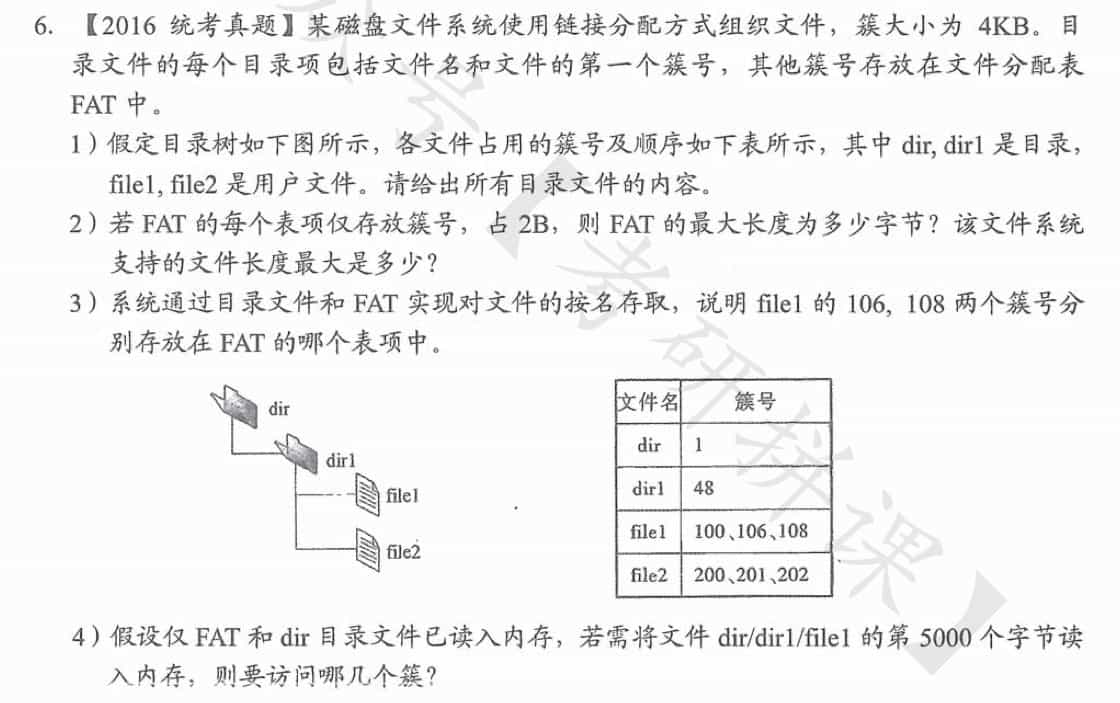 6. 【2016 统考真题】某磁盘文件系统使用链接分配方式组织文件，簇大小为 4KB。目
录文件的每个目录项包括文件名和文件的第一个簇号，其他簇号存放在文件分配表
FAT 中。
1）假定目录树如下图所示，各文件占用的簇号及顺序如下表所示，其中 dir, dir1 是目录，
file1, file2 是用户文件。请给出所有目录文件的内容。
2）若 FAT 的每个表项仅存放簇号，占 2B，则 FAT 的最大长度为多少字节？该文件系统
支持的文件长度最大是多少？
3）系统通过目录文件和 FAT 实现对文件的按名存取，说明 file1 的 106, 108 两个簇号分
别存放在 FAT 的哪个表项中。
dir
dir1
file1
file2
文件名 簇号
dir 1
dir1 48
file1 100、106、108
file2 200、201、202
4）假设仅 FAT 和 dir 目录文件已读入内存，若需将文件 dir/dir1/file1 的第 5000 个字节读
入内存，则要访问哪几个簇？
号【考研拼课】